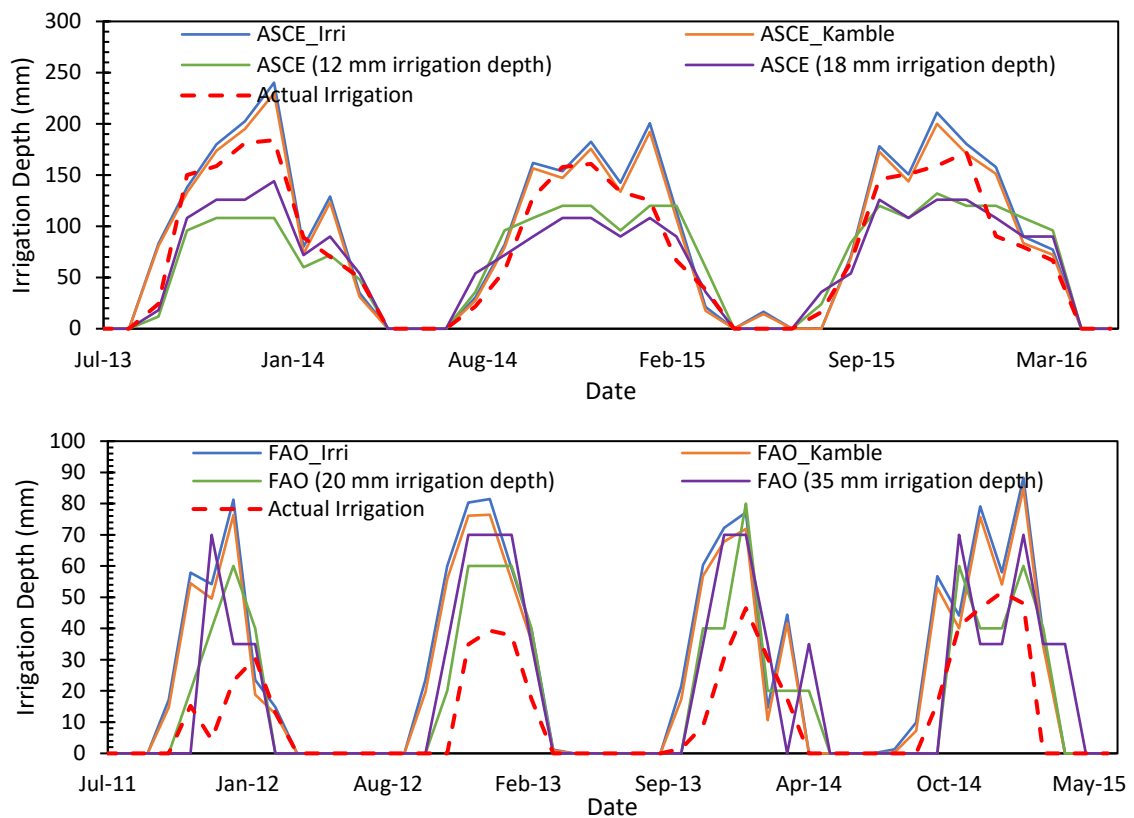 300
250
200
150
100
50
0
Irrigation Depth (mm)
ASCE_Irri
ASCE_Kamble
ASCE (12 mm irrigation depth)
ASCE (18 mm irrigation depth)
Actual Irrigation
Jul-13
Jan-14
Aug-14
Feb-15
Sep-15
Mar-16
Date
100
90
80
70
60
50
40
30
20
10
0
Irrigation Depth (mm)
FAO_Irri
FAO_Kamble
FAO (20 mm irrigation depth)
FAO (35 mm irrigation depth)
Actual Irrigation
Jul-11
Jan-12
Aug-12
Feb-13
Sep-13
Apr-14
Oct-14
May-15
Date